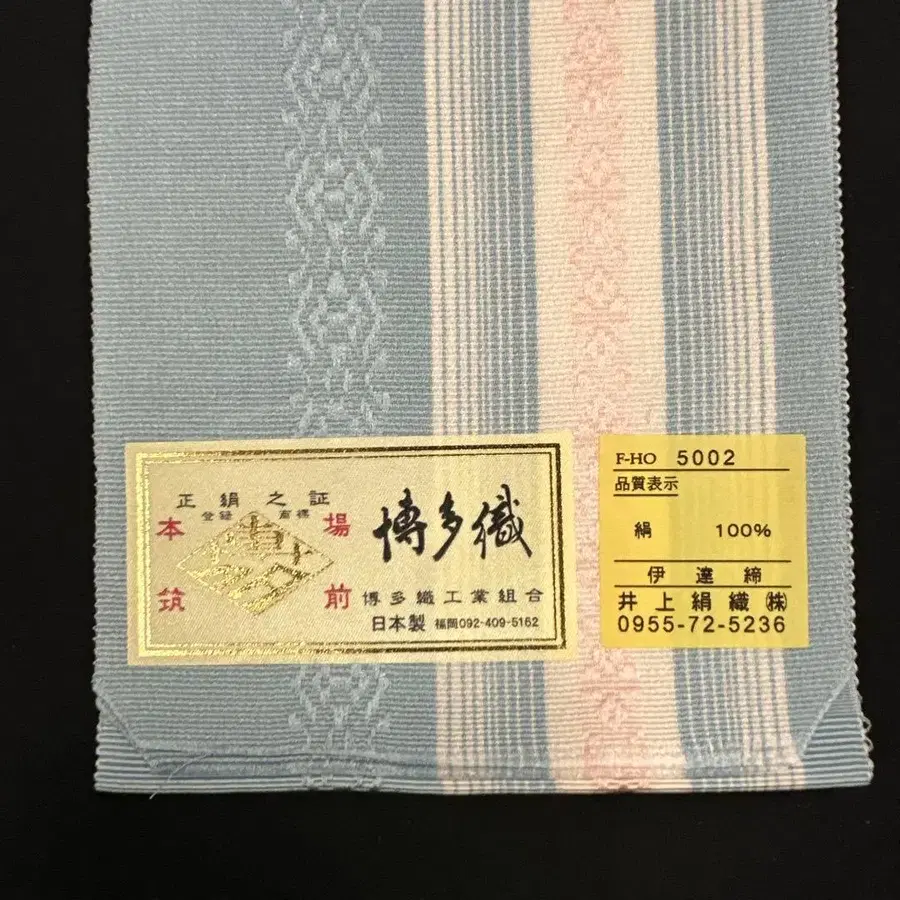 正絹之証
登録 商標
本場
筑前
博多織
博多織工業組合
日本製 福岡092-409-5162
F-HO 5002
品質表示
絹 100%
伊達締
井上絹織㈱
0955-72-5236